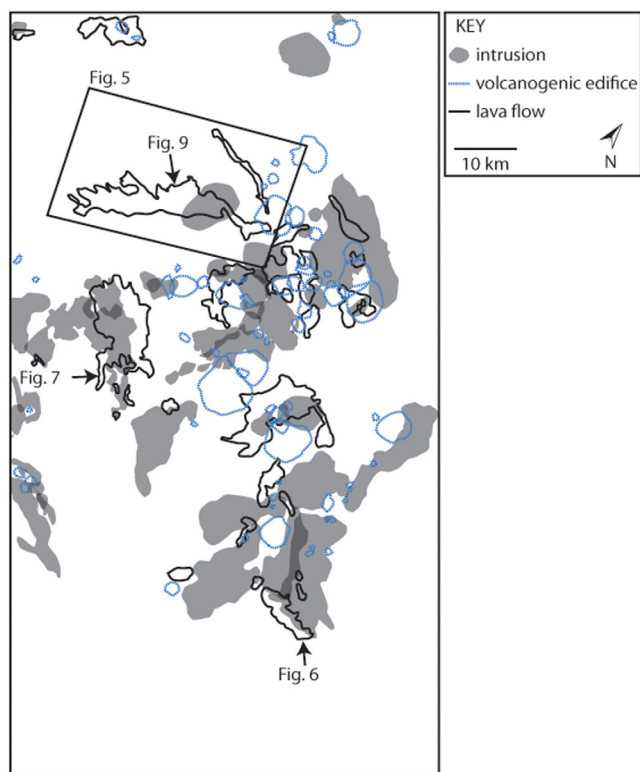 KEY
intrusion
volcanogenic edifice
lava flow
10 km
N
Fig. 5
Fig. 9
Fig. 7
Fig. 6